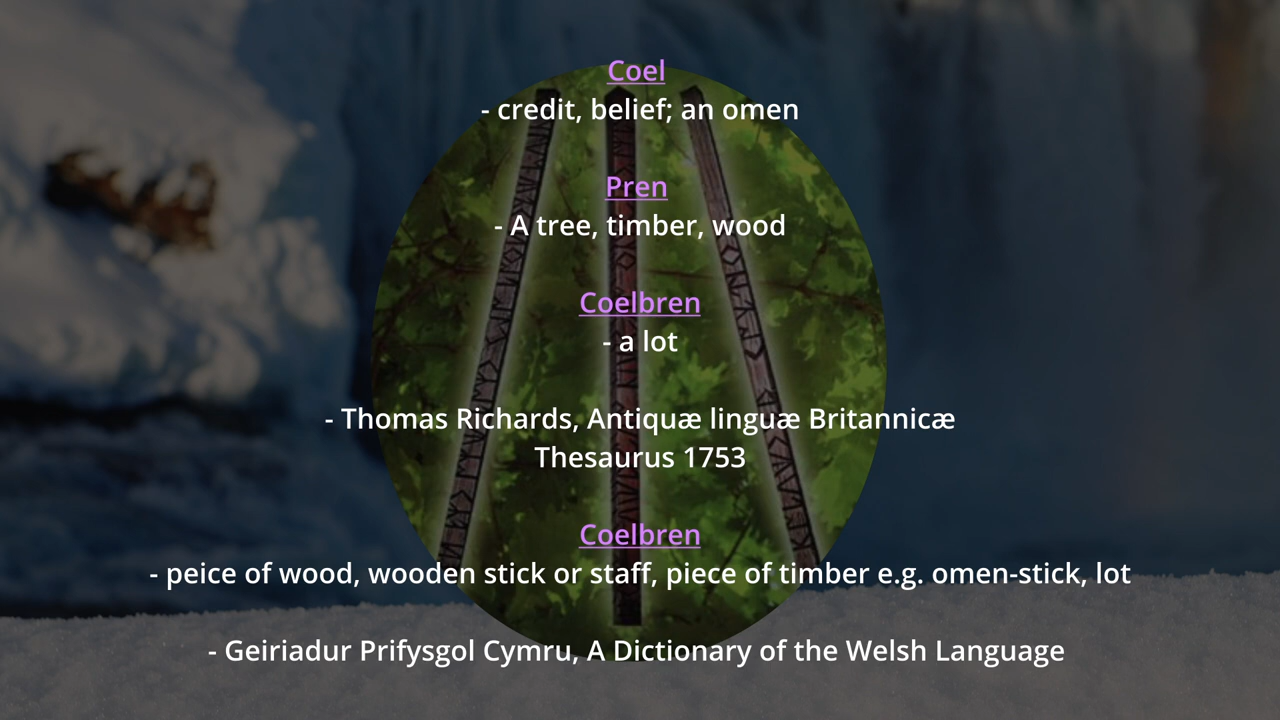 Coel
- credit, belief; an omen
Pren
- A tree, timber, wood
Coelbren
- a lot
- Thomas Richards, Antiquæ linguæ Britannicæ
Thesaurus 1753
Coelbren
- peice of wood, wooden stick or staff, piece of timber e.g. omen-stick, lot
- Geiriadur Prifysgol Cymru, A Dictionary of the Welsh Language